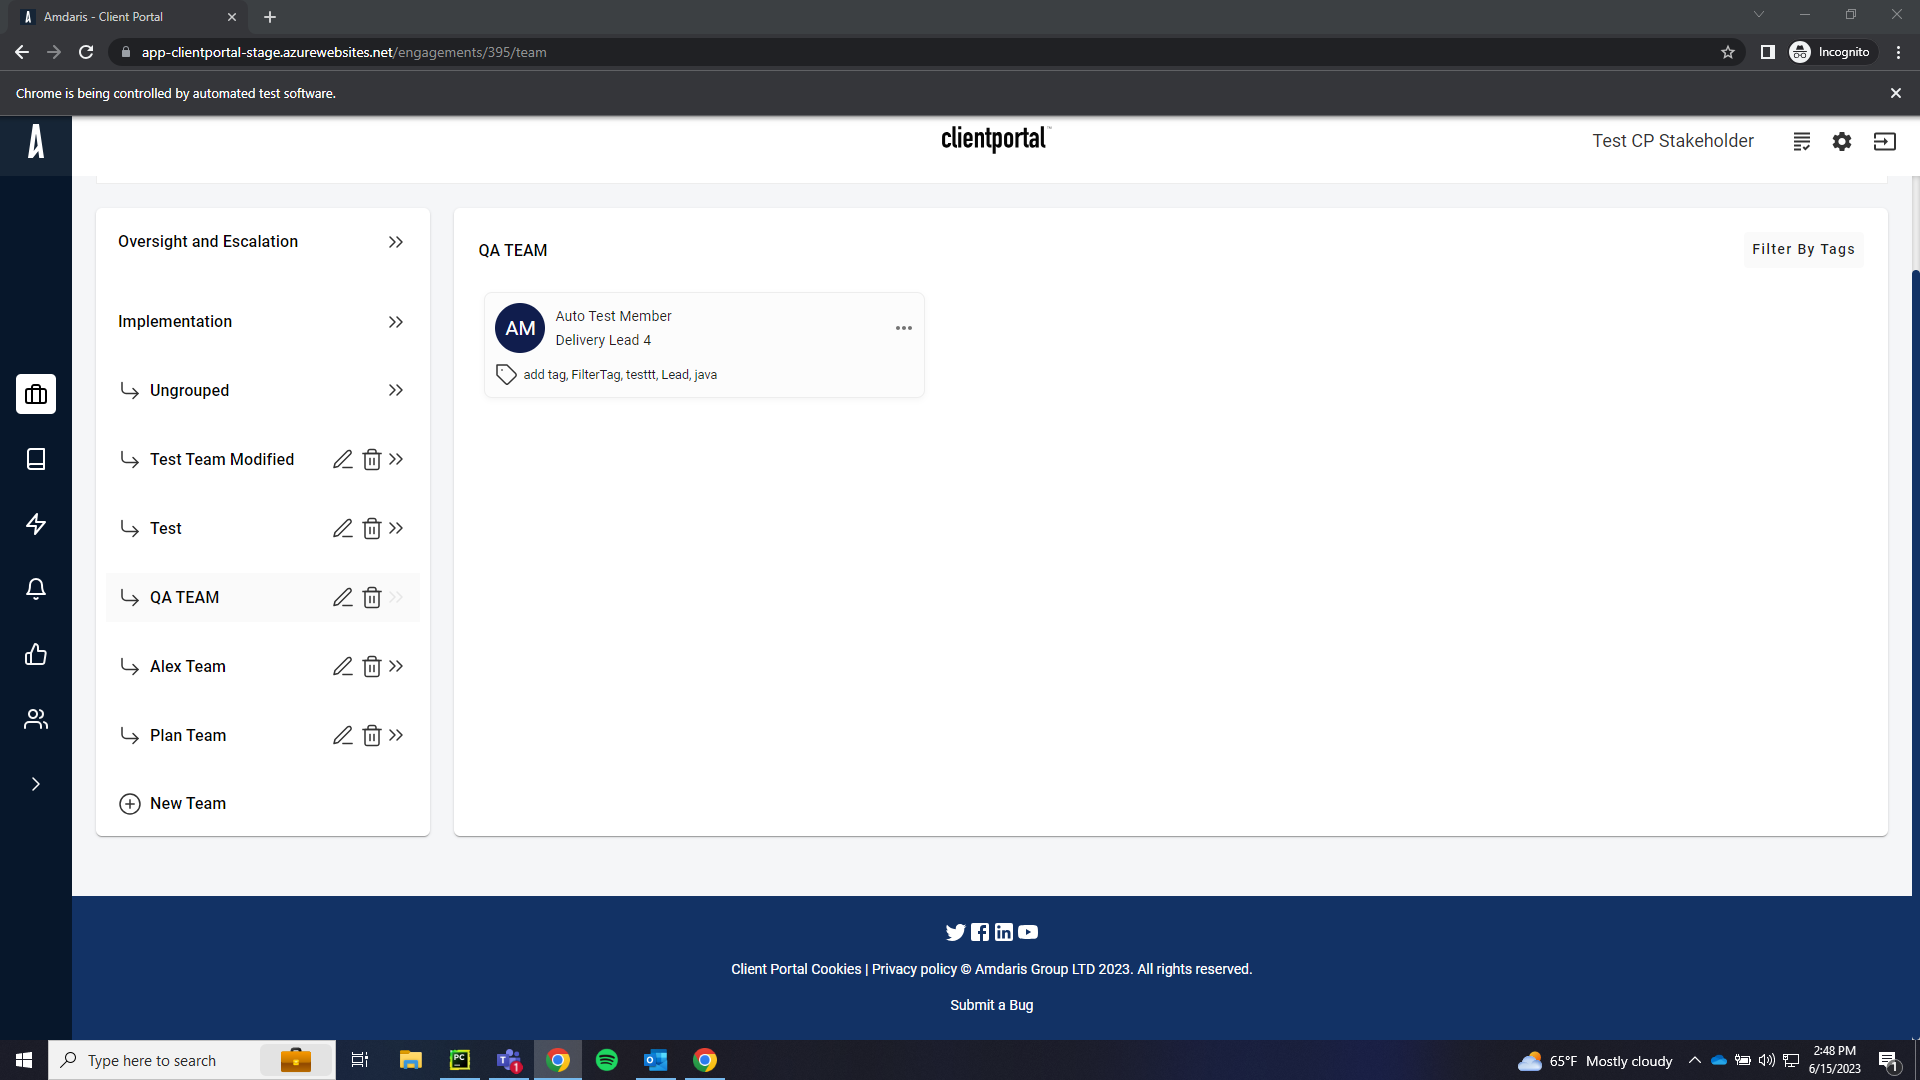 Amdaris - Client Portal
app-clientportal-stage.azurewebsites.net/engagements/395/team
Incognito
Chrome is being controlled by automated test software.
clientportal
Test CP Stakeholder
Oversight and Escalation
Implementation
Ungrouped
Test Team Modified
Test
QA TEAM
Alex Team
Plan Team
New Team
QA TEAM
Filter By Tags
AM
Auto Test Member
Delivery Lead 4
add tag, FilterTag, testtt, Lead, java
Client Portal Cookies | Privacy policy © Amdaris Group LTD 2023. All rights reserved.
Submit a Bug
Type here to search
PC
T
1
O
65°F Mostly cloudy
2:48 PM
6/15/2023
1